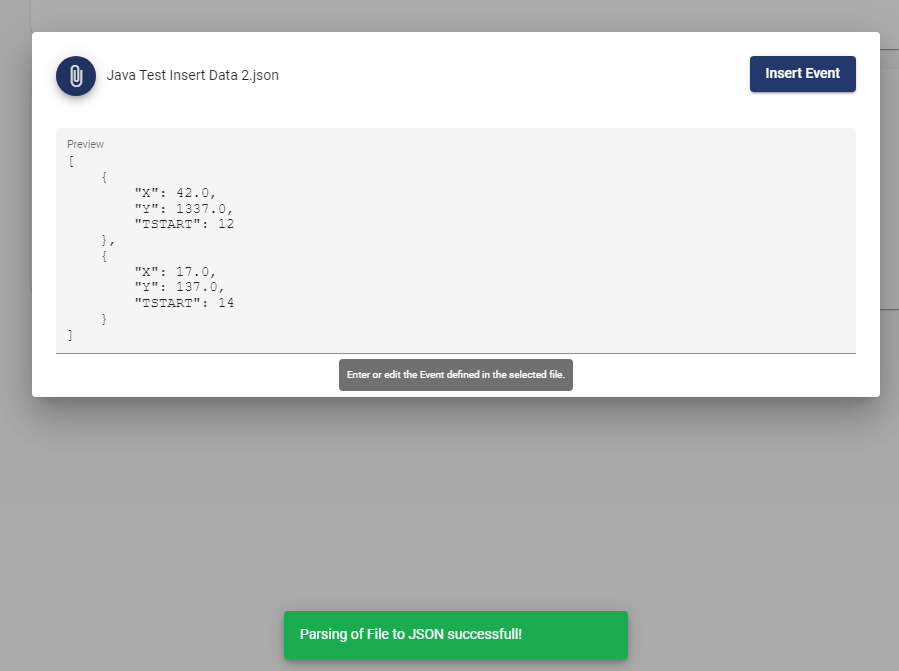 Java Test Insert Data 2.json
Insert Event
Preview
[
    {
        "X": 42.0,
        "Y": 1337.0,
        "TSTART": 12
    },
    {
        "X": 17.0,
        "Y": 137.0,
        "TSTART": 14
    }
]
Enter or edit the Event defined in the selected file.
Parsing of File to JSON successfull!